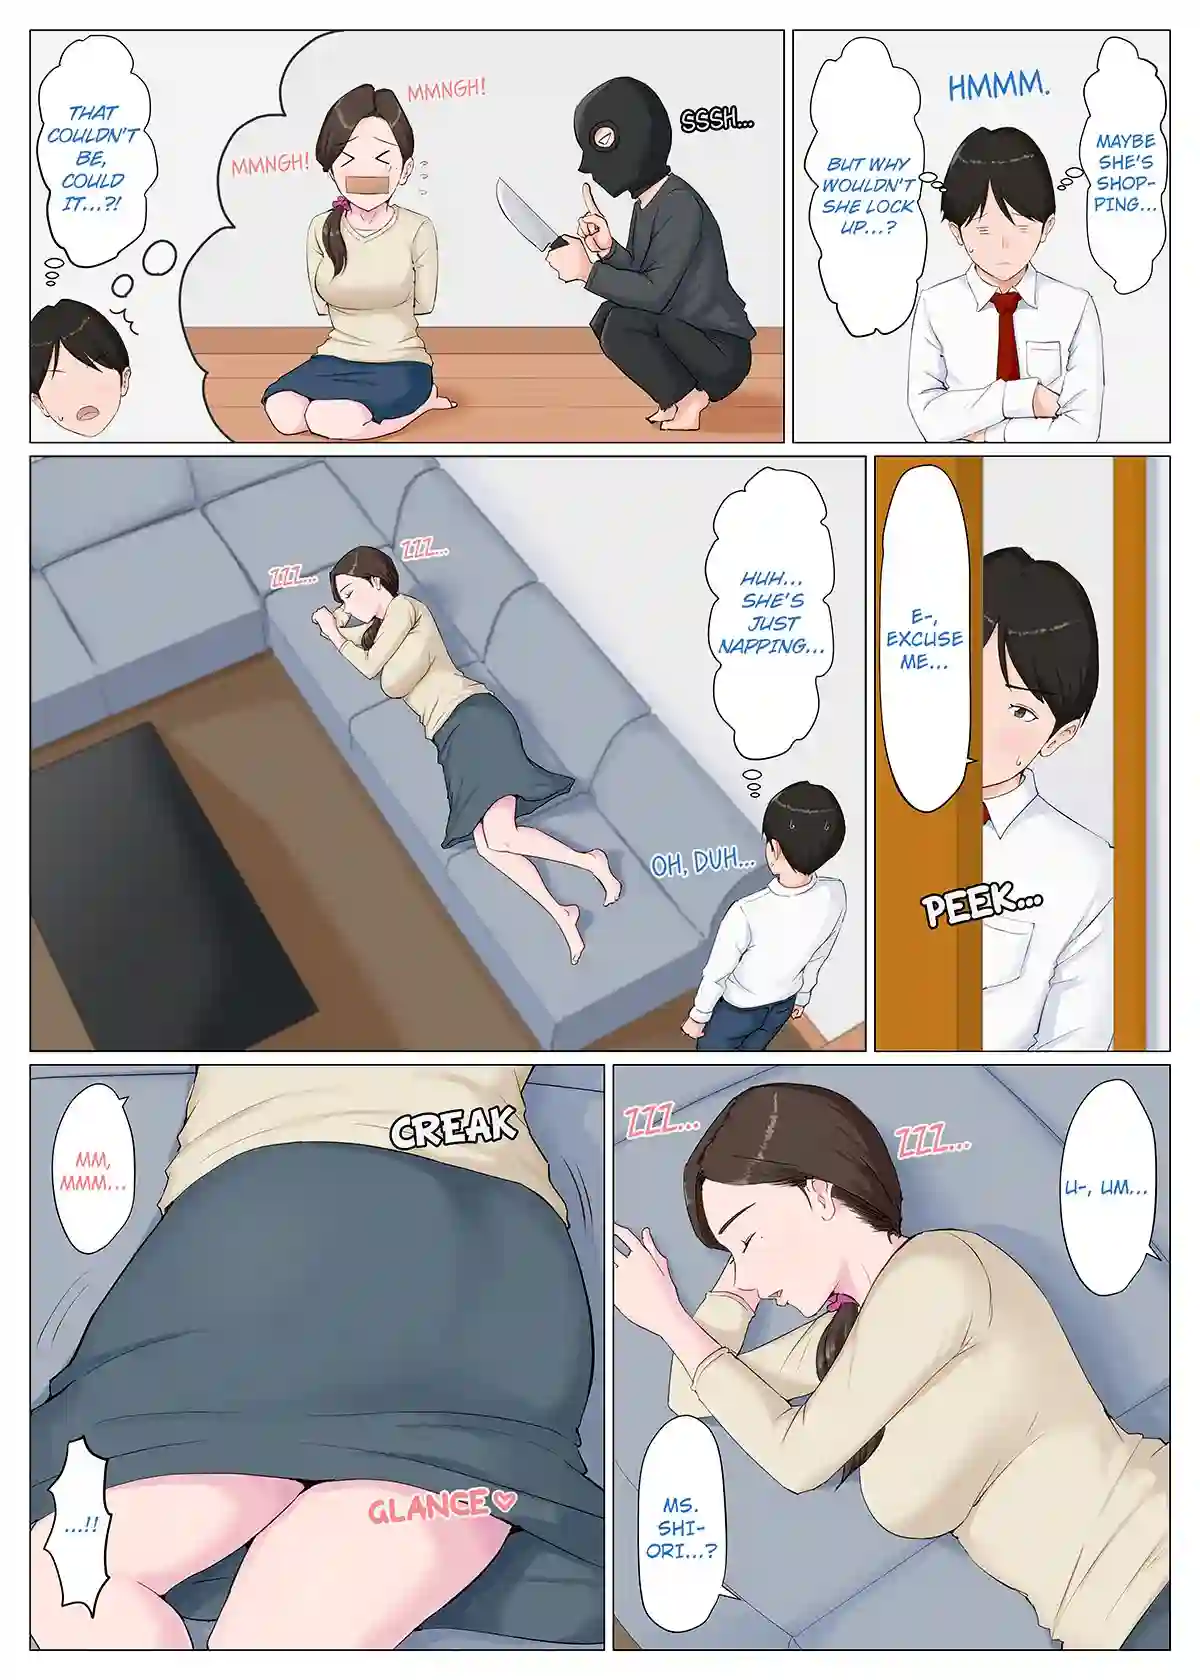 MAYBE
SHE'S
SHOP-
PING...
HMMM.
BUT WHY
WOULDN'T
SHE LOCK
UP...?
SSSH...
MMNGH!
MMNGH!
THAT
COULDN'T
BE,
COULD
IT...?!
E-,
EXCUSE
ME...
PEEK...
HUH...
SHE'S
JUST
NAPPING...
OH, DUH...
ZZZ...
ZZZ...
U-, UM...
ZZZ...
ZZZ...
MS.
SHI-
ORI...?
CREAK
MM,
MMM...
GLANCE♥
...!!